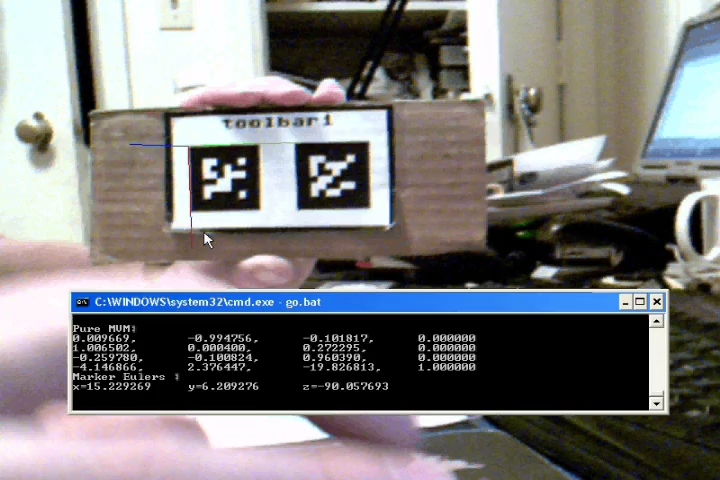 toolbar1
C:\WINDOWS\system32\cmd.exe - go.bat
Pure MVM:
0.009669, -0.994756, -0.101817, 0.000000
1.006502, 0.000400, 0.272295, 0.000000
-0.259780, -0.100824, 0.960390, 0.000000
-4.146866, 2.376447, -19.826813, 1.000000
Marker Eulers :
x=15.229269 y=6.209276 z=-90.057693